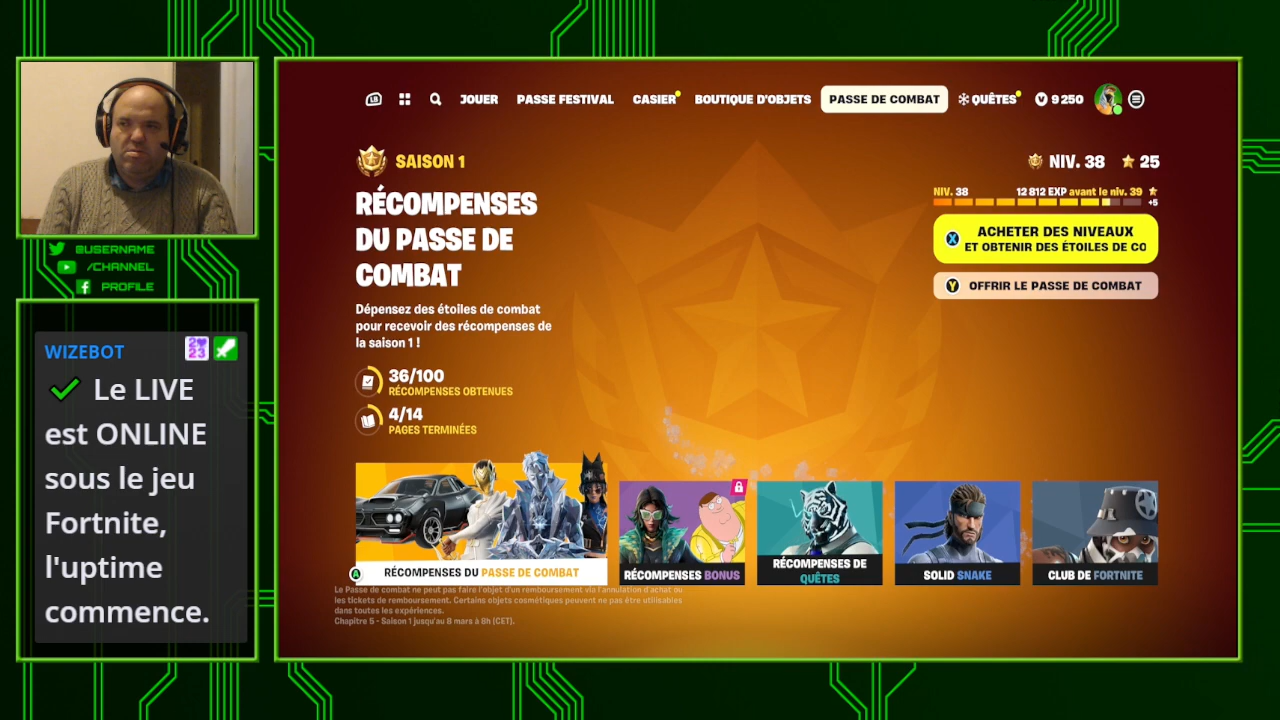 LB
JOUER
PASSE FESTIVAL
CASIER
BOUTIQUE D'OBJETS
PASSE DE COMBAT
QUÊTES
V 9 250
SAISON 1
NIV. 38
25
NIV. 38
12 812 EXP avant le niv. 39
+5
RÉCOMPENSES
DU PASSE DE
COMBAT
X ACHETER DES NIVEAUX
ET OBTENIR DES ÉTOILES DE CO
Y OFFRIR LE PASSE DE COMBAT
Dépensez des étoiles de combat
pour recevoir des récompenses de
la saison 1 !
36/100
RÉCOMPENSES OBTENUES
4/14
PAGES TERMINÉES
A RÉCOMPENSES DU PASSE DE COMBAT
RÉCOMPENSES BONUS
RÉCOMPENSES DE
QUÊTES
SOLID SNAKE
CLUB DE FORTNITE
Le Passe de combat ne peut pas faire l'objet d'un remboursement via l'annulation d'achat ou
les tickets de remboursement. Certains objets cosmétiques peuvent ne pas être utilisables
dans toutes les expériences.
Chapitre 5 - Saison 1 jusqu'au 8 mars à 8h (CET).
@USERNAME
/CHANNEL
PROFILE
WIZEBOT
23
Le LIVE
est ONLINE
sous le jeu
Fortnite,
l'uptime
commence.